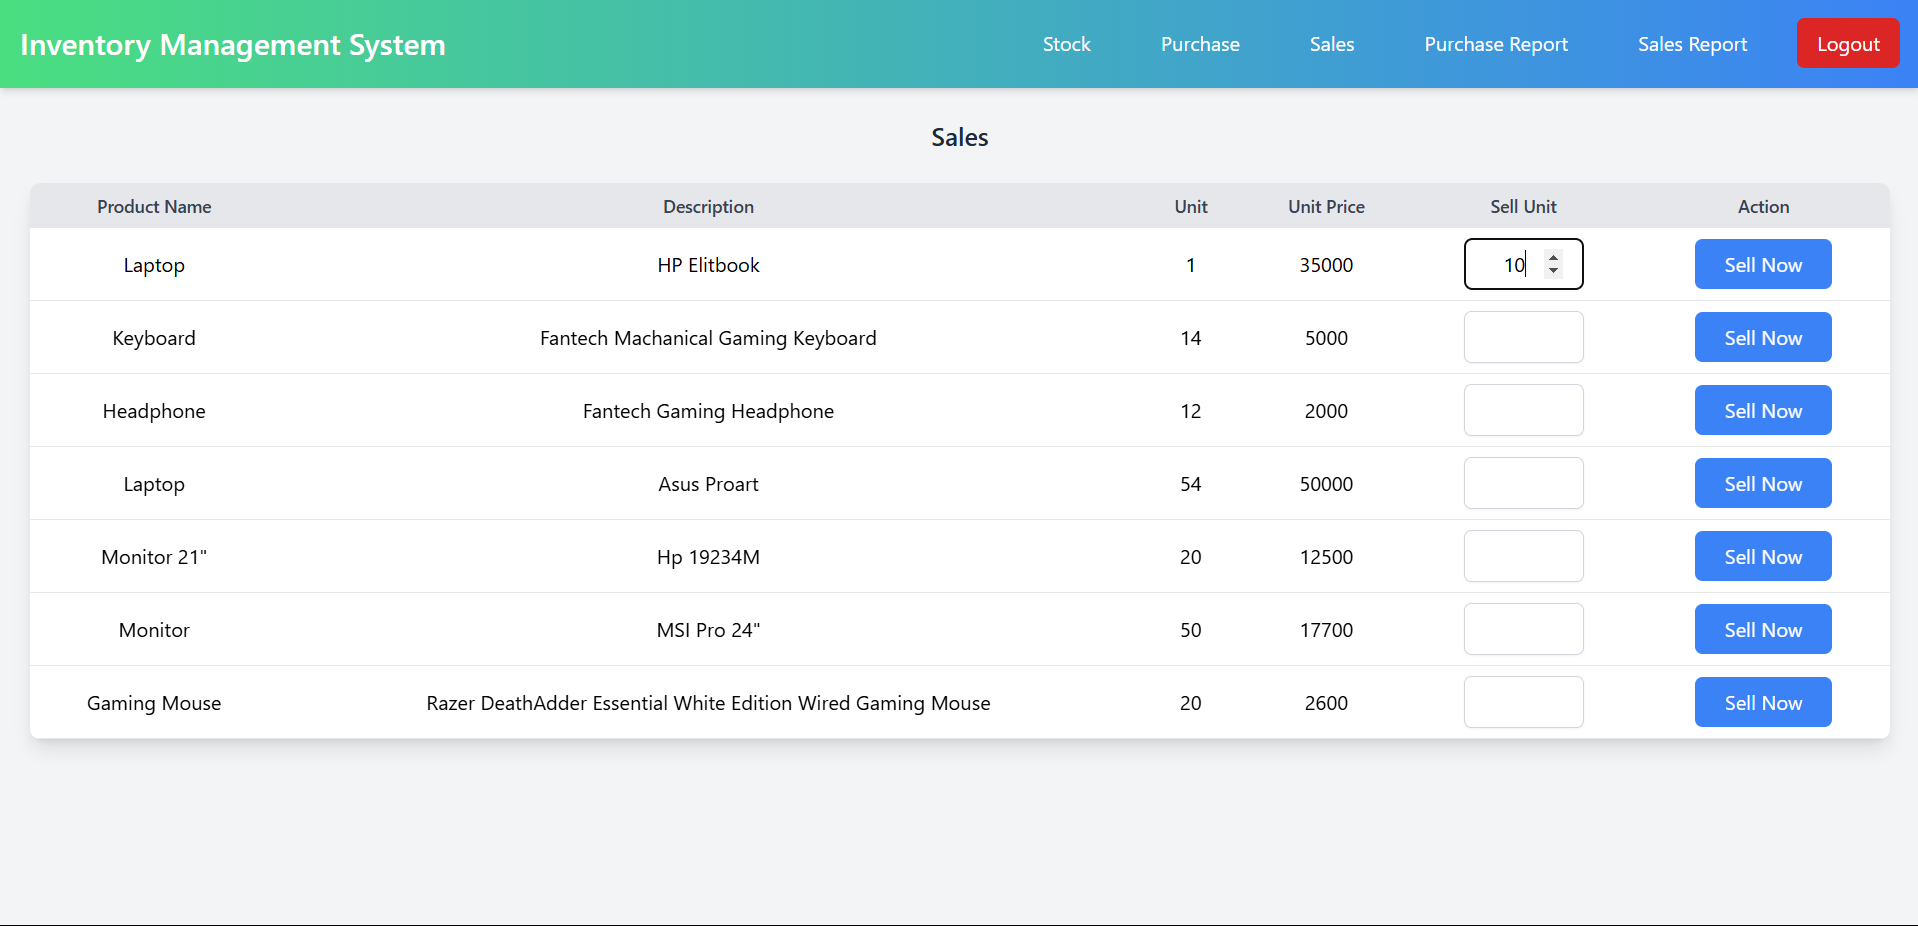 Inventory Management System Stock Purchase Sales Purchase Report Sales Report Logout
Sales
Product Name Description Unit Unit Price Sell Unit Action
Laptop HP Elitbook 1 35000 10 Sell Now
Keyboard Fantech Machanical Gaming Keyboard 14 5000 Sell Now
Headphone Fantech Gaming Headphone 12 2000 Sell Now
Laptop Asus Proart 54 50000 Sell Now
Monitor 21" Hp 19234M 20 12500 Sell Now
Monitor MSI Pro 24" 50 17700 Sell Now
Gaming Mouse Razer DeathAdder Essential White Edition Wired Gaming Mouse 20 2600 Sell Now